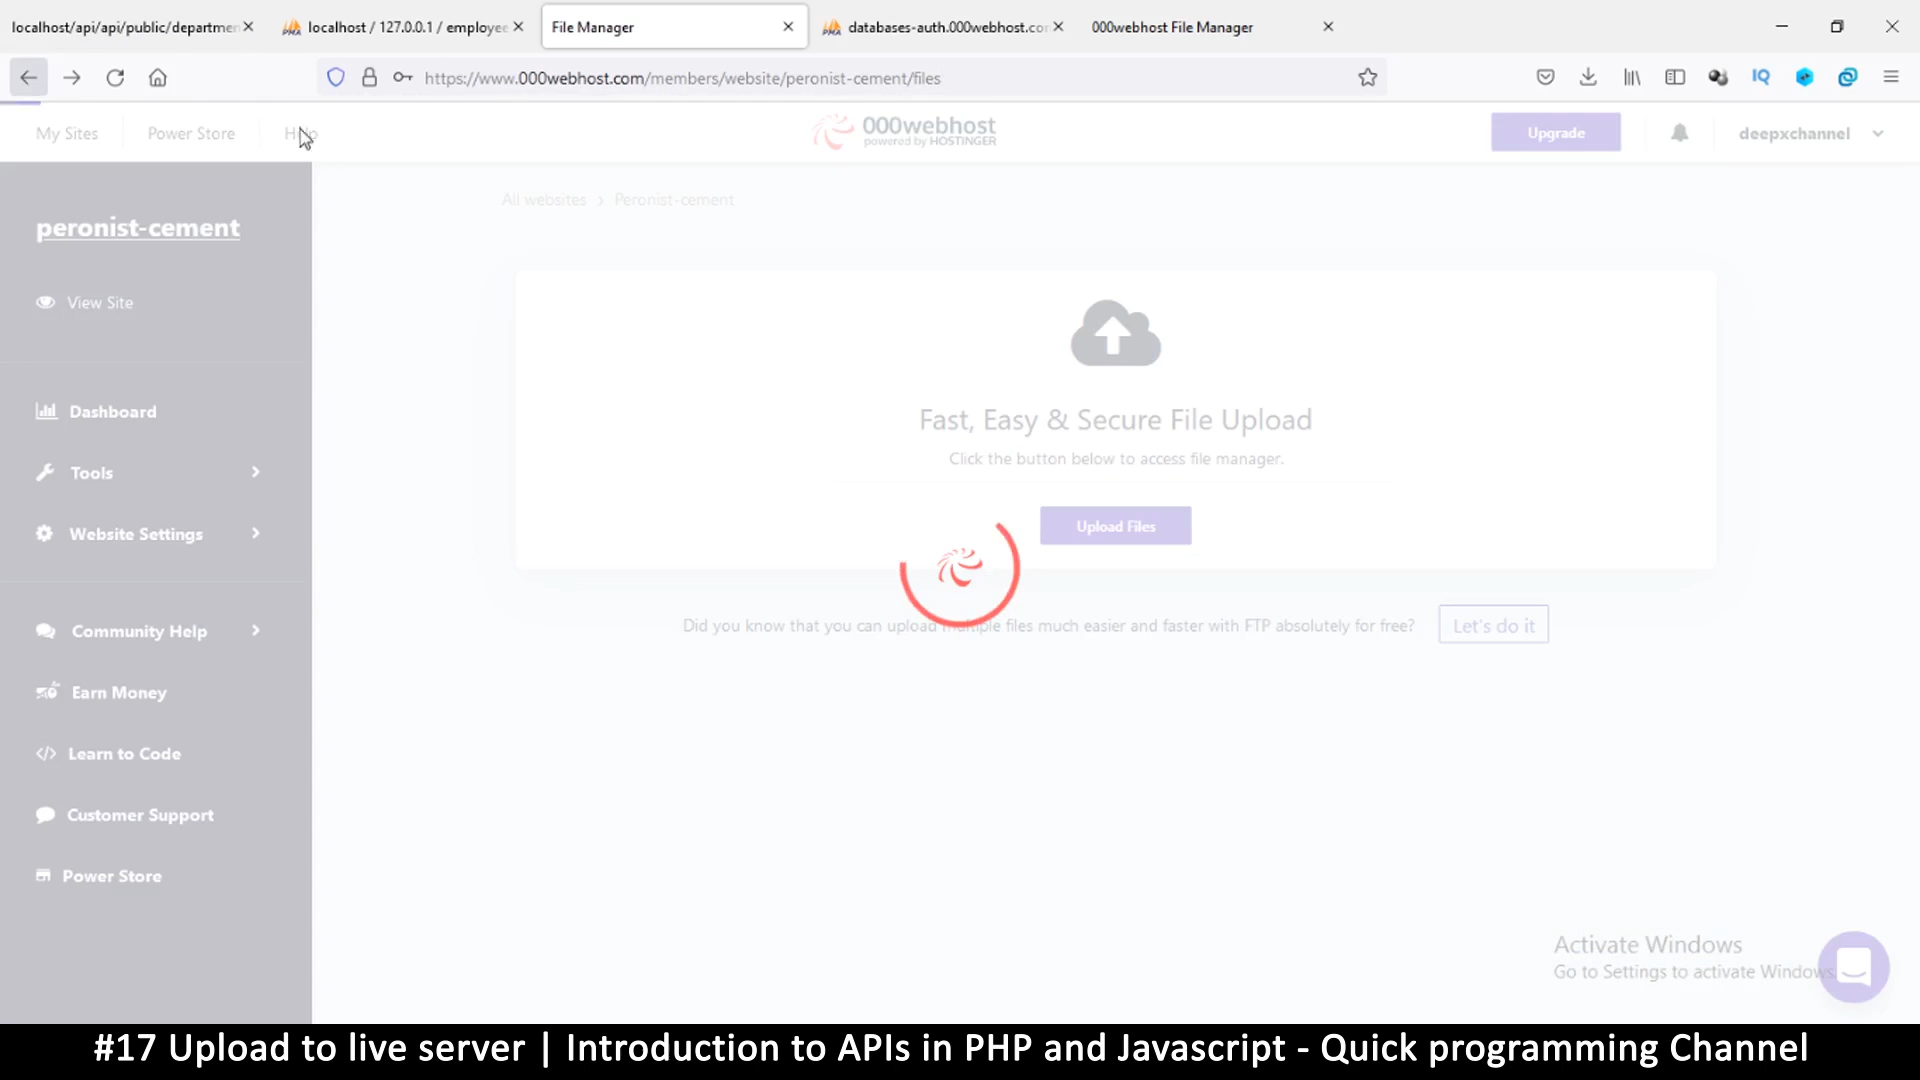 localhost/api/api/public/departmen
localhost / 127.0.0.1 / employee
File Manager
databases-auth.000webhost.co
000webhost File Manager
https://www.000webhost.com/members/website/peronist-cement/files
IQ
My Sites
Power Store
Help
000webhost
powered by HOSTINGER
Upgrade
deepxchannel
peronist-cement
View Site
Dashboard
Tools
Website Settings
Community Help
Earn Money
Learn to Code
Customer Support
Power Store
All websites > Peronist-cement
Fast, Easy & Secure File Upload
Click the button below to access file manager.
Upload Files
Did you know that you can upload multiple files much easier and faster with FTP absolutely for free?
Let's do it
Activate Windows
Go to Settings to activate Windows.
#17 Upload to live server | Introduction to APIs in PHP and Javascript - Quick programming Channel